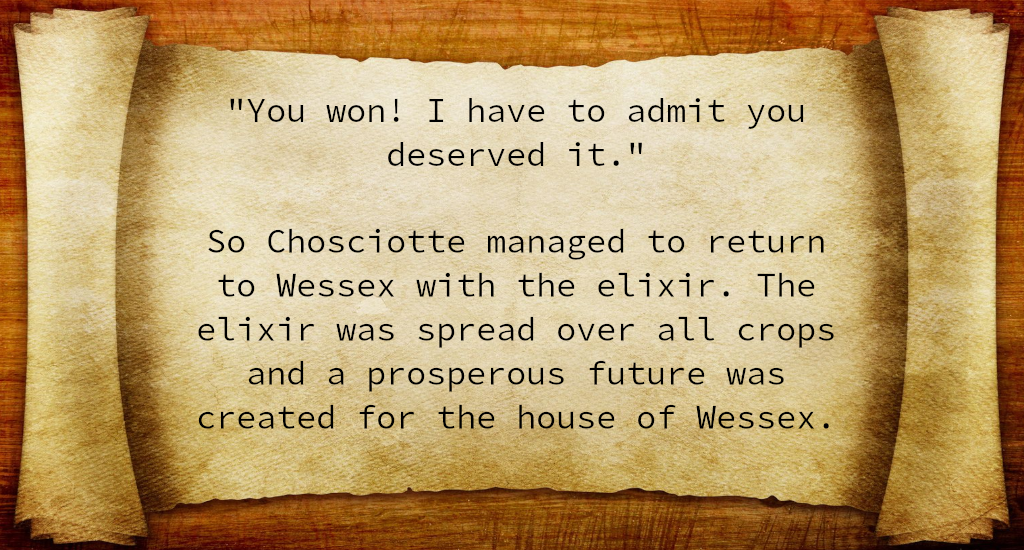 "You won! I have to admit you
deserved it."
So Chosciotte managed to return
to Wessex with the elixir. The
elixir was spread over all crops
and a prosperous future was
created for the house of Wessex.